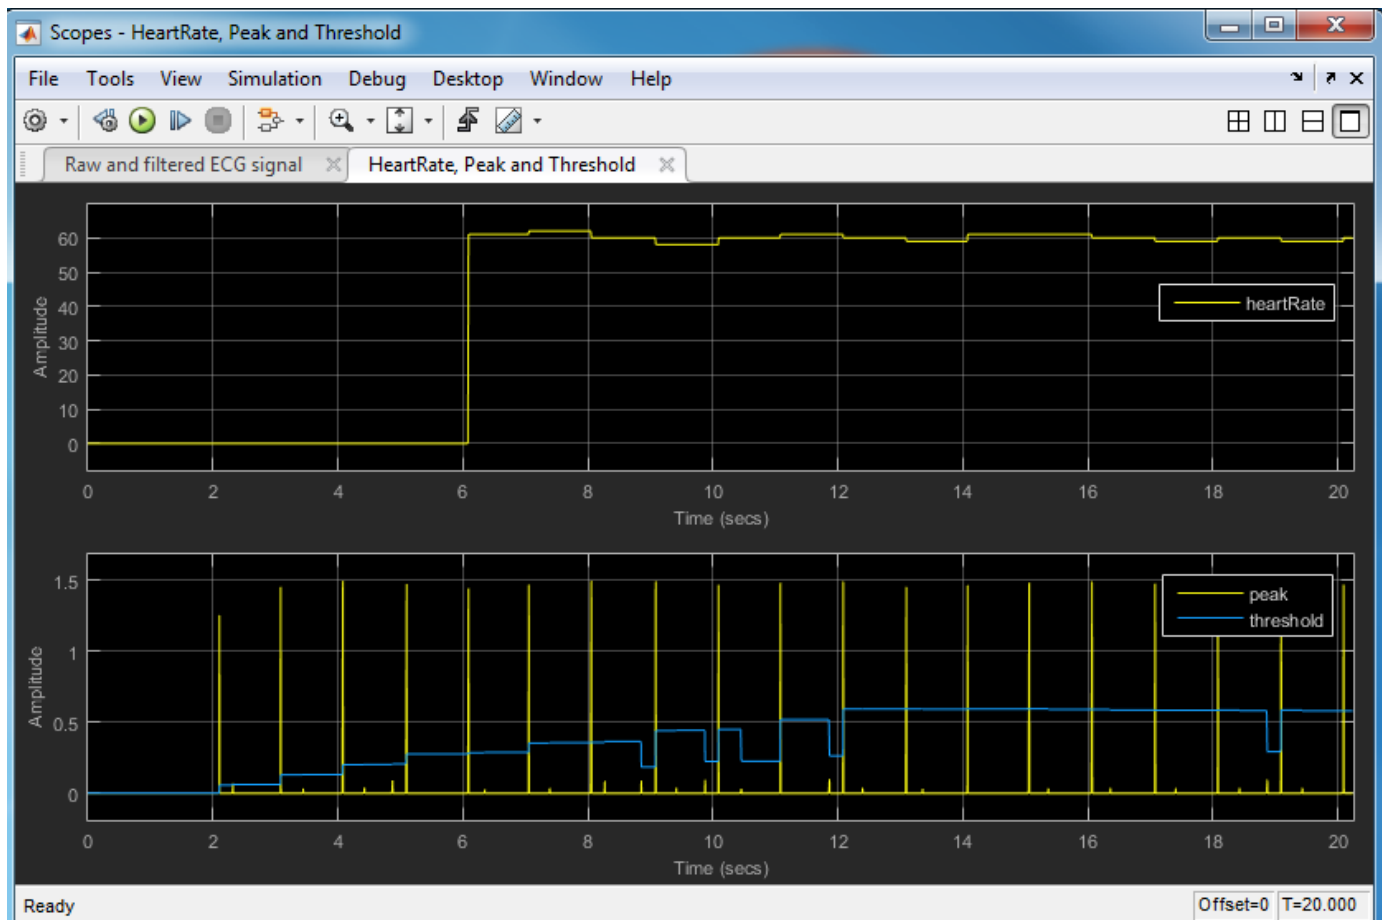 Scopes - HeartRate, Peak and Threshold
File Tools View Simulation Debug Desktop Window Help
Raw and filtered ECG signal
HeartRate, Peak and Threshold
60
50
40
30
20
10
0
Amplitude
heartRate
0 2 4 6 8 10 12 14 16 18 20
Time (secs)
1.5
1
0.5
0
Amplitude
peak
threshold
0 2 4 6 8 10 12 14 16 18 20
Time (secs)
Ready
Offset=0 T=20.000